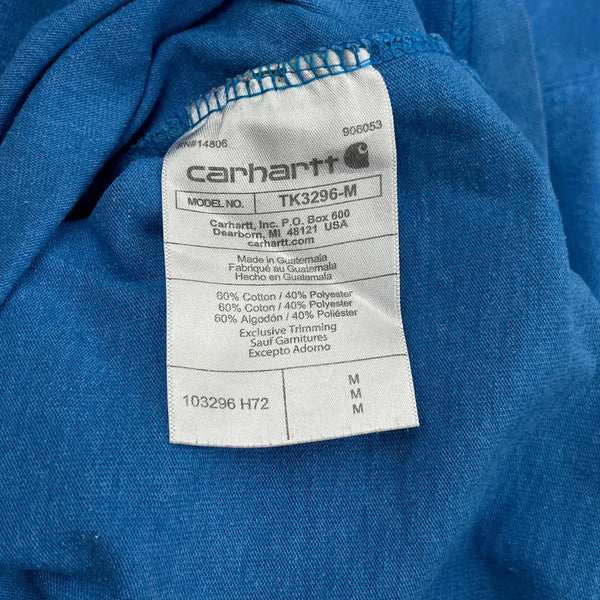 RN#14806 906053
carhartt
MODEL NO. TK3296-M
Carhartt, Inc. P.O. Box 600
Dearborn, MI 48121 USA
carhartt.com
Made in Guatemala
Fabriqué au Guatemala
Hecho en Guatemala
60% Cotton / 40% Polyester
60% Coton / 40% Polyester
60% Algodón / 40% Poliéster
Exclusive Trimming
Sauf Garnitures
Excepto Adorno
103296 H72
M
M
M